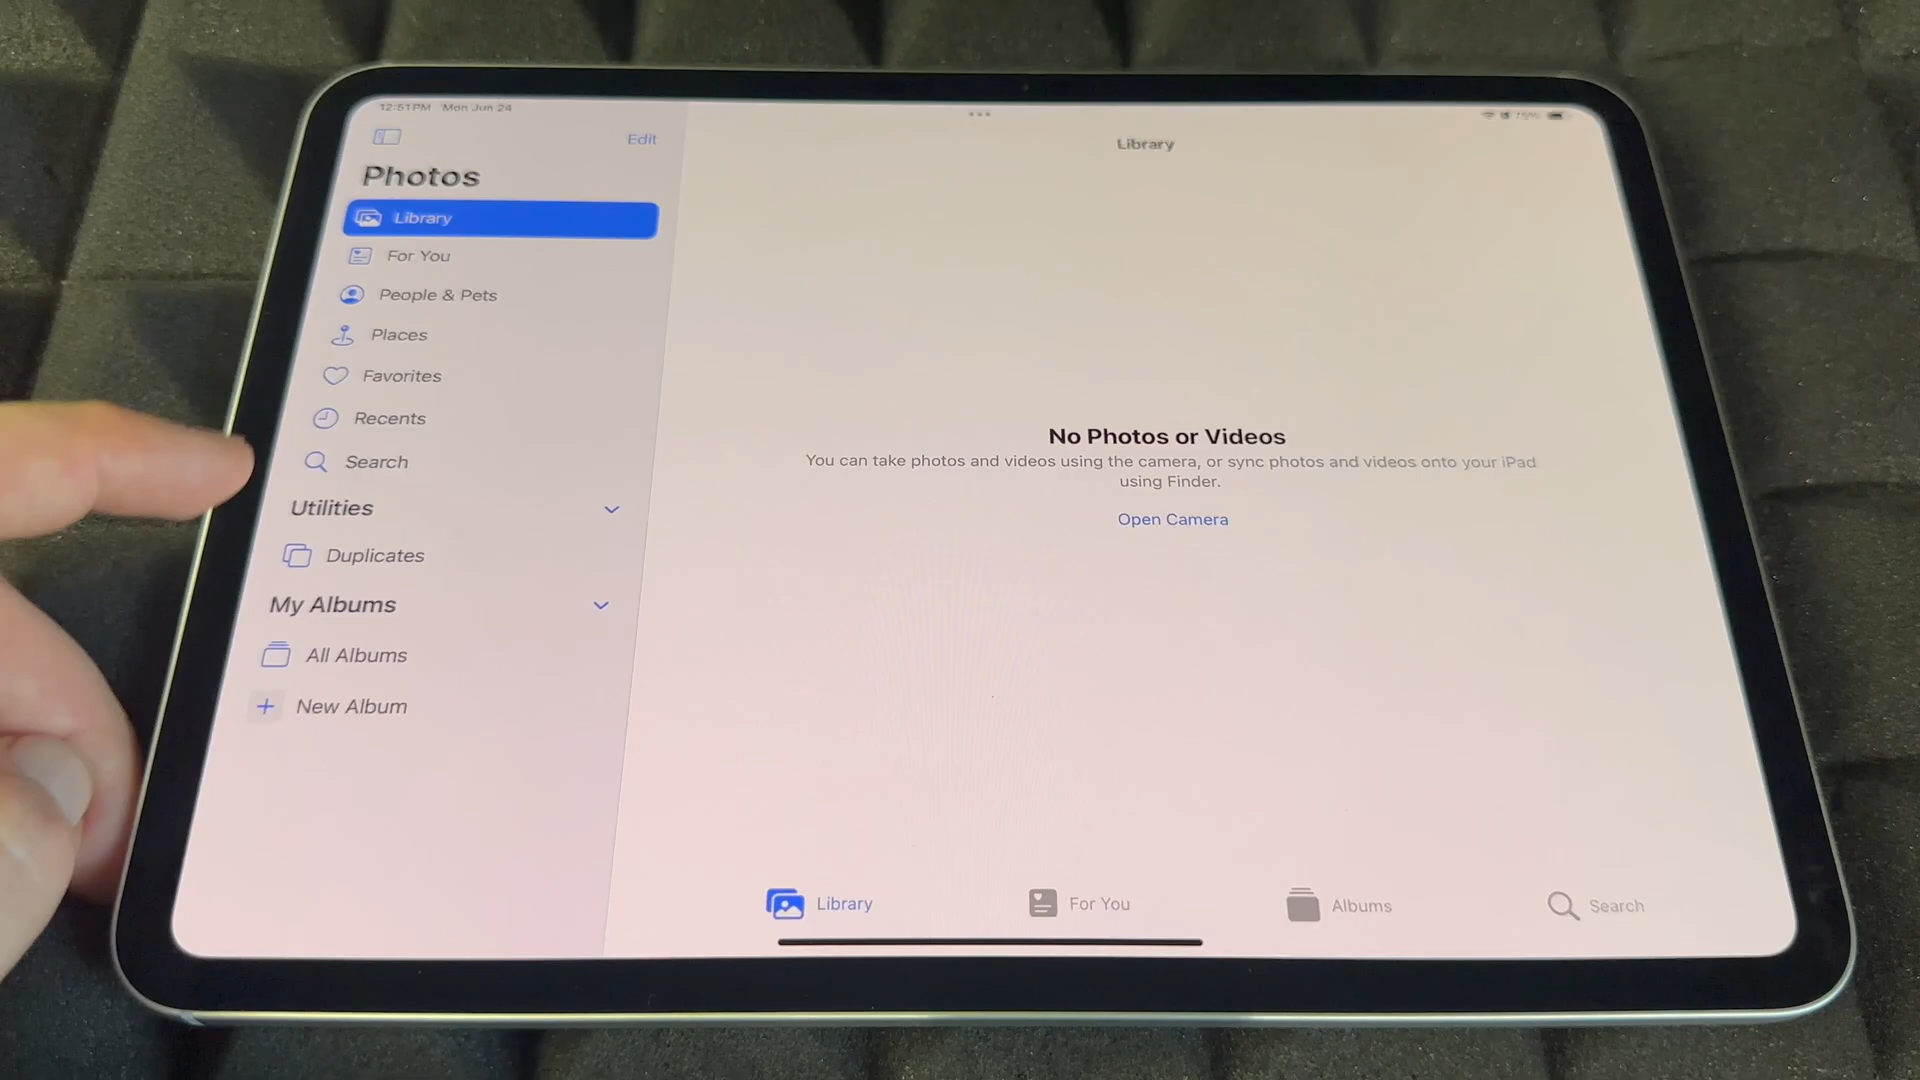 12:51 PM Mon Jun 24
75%
Edit
Library
Photos
Library
For You
People & Pets
Places
Favorites
Recents
Search
Utilities
Duplicates
My Albums
All Albums
New Album
No Photos or Videos
You can take photos and videos using the camera, or sync photos and videos onto your iPad
using Finder.
Open Camera
Library
For You
Albums
Search